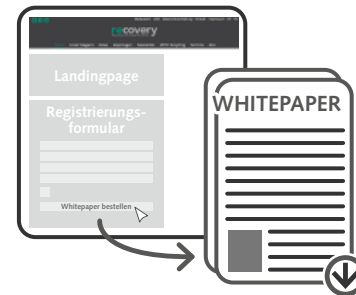 recovery
Landingpage
Registrierungs-
formular
Whitepaper bestellen
WHITEPAPER